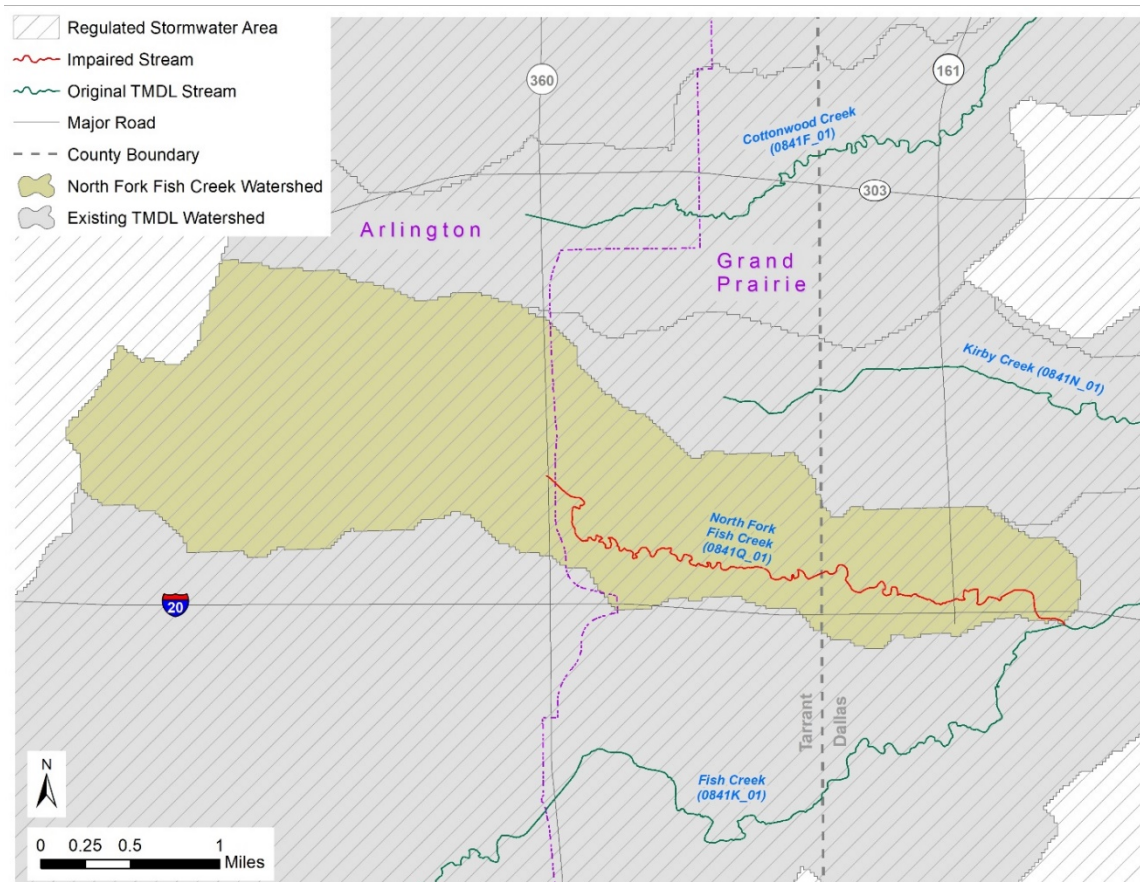 Regulated Stormwater Area
Impaired Stream
Original TMDL Stream
Major Road
County Boundary
North Fork Fish Creek Watershed
Existing TMDL Watershed
360
161
Cottonwood Creek
(0841F_01)
303
Arlington
Grand
Prairie
Kirby Creek (0841N_01)
North Fork
Fish Creek
(0841Q_01)
20
Tarrant
Dallas
Fish Creek
(0841K_01)
N
0 0.25 0.5 1
Miles